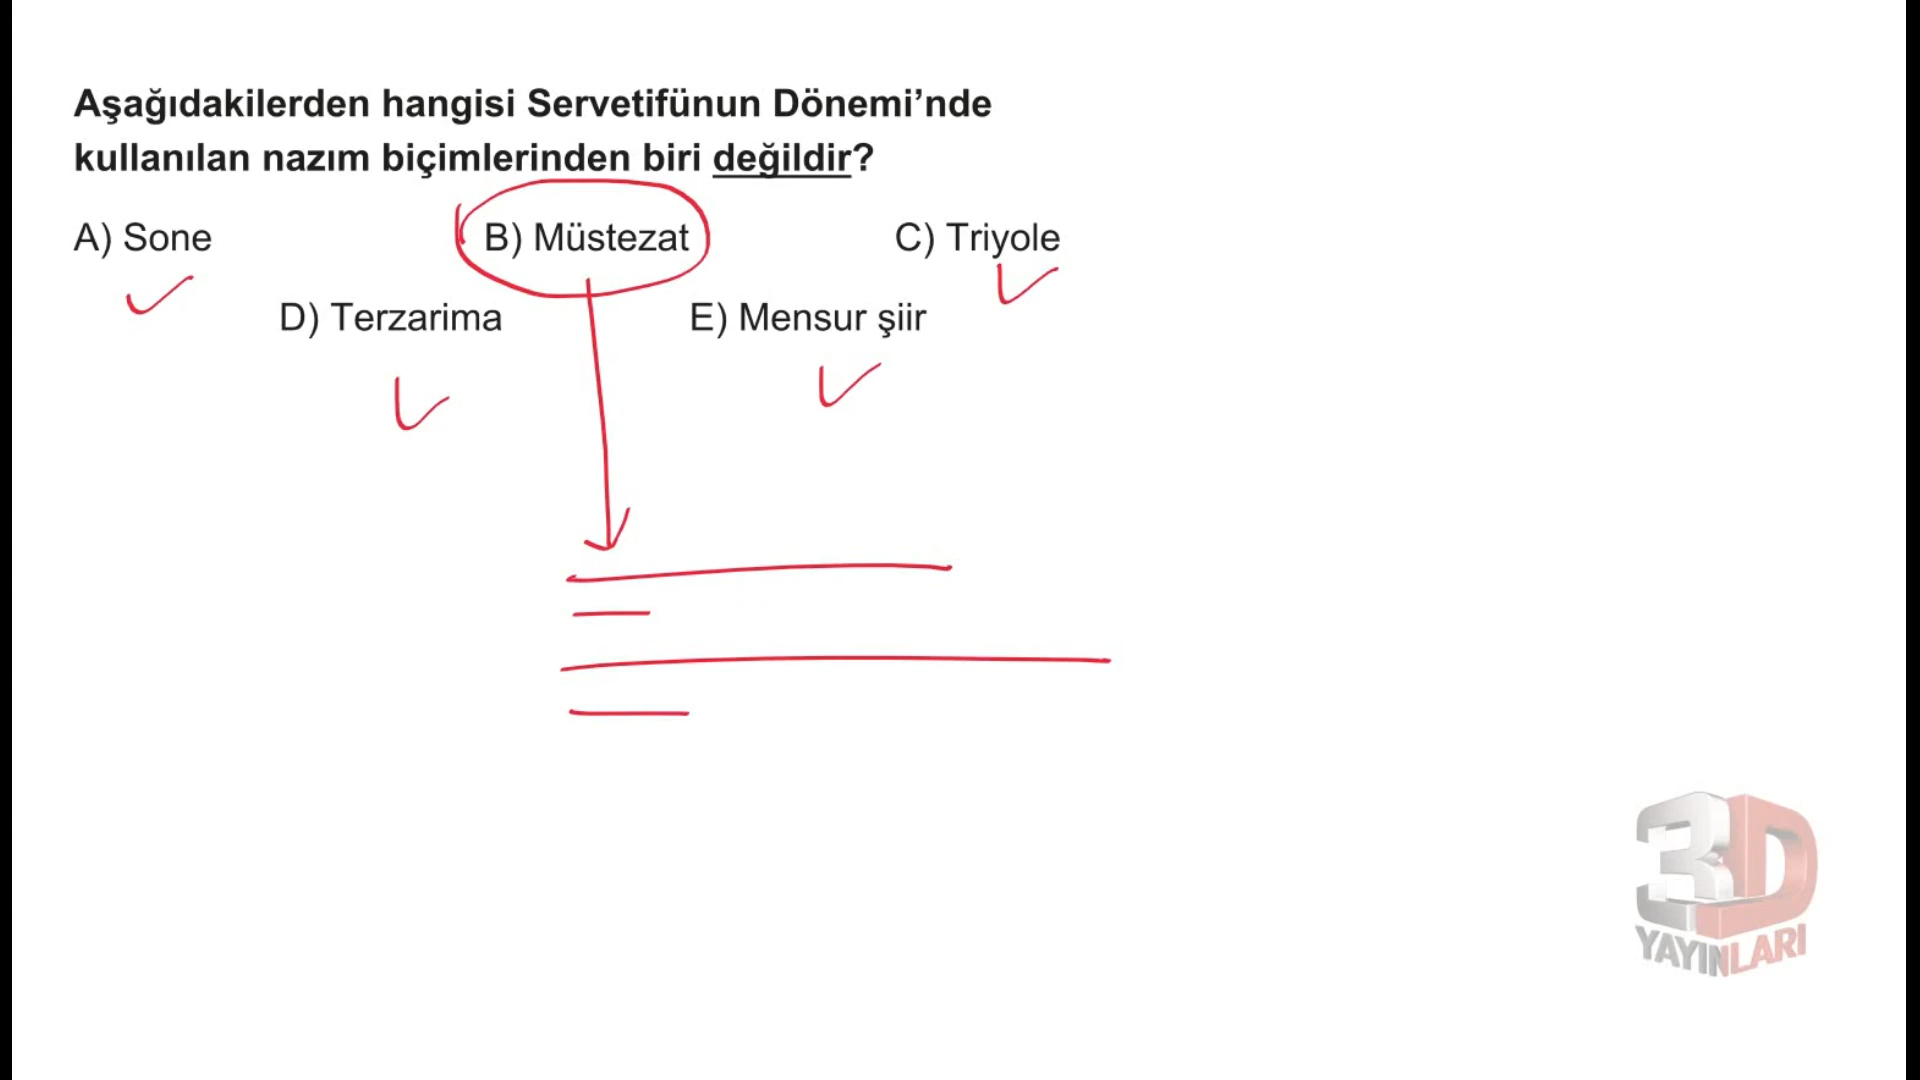 Aşağıdakilerden hangisi Servetifünun Dönemi’nde
kullanılan nazım biçimlerinden biri değildir?
A) Sone B) Müstezat C) Triyole
D) Terzarima E) Mensur şiir
3D
YAYINLARI